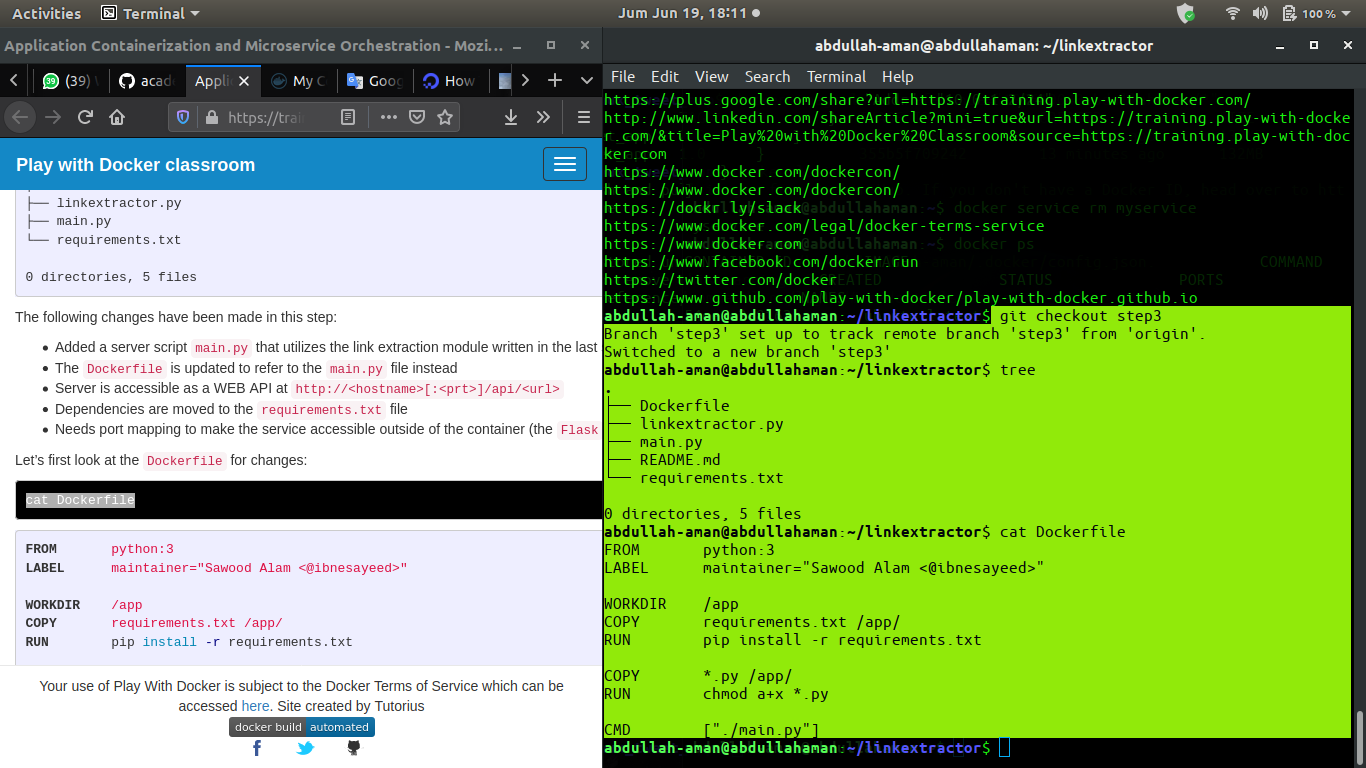 Activities Terminal Jum Jun 19, 18:11 100 %
Application Containerization and Microservice Orchestration - Mozi…
(39) acad Applic My C Goog How
https://trai
Play with Docker classroom
├── linkextractor.py
├── main.py
└── requirements.txt
0 directories, 5 files
The following changes have been made in this step:
Added a server script main.py that utilizes the link extraction module written in the last
The Dockerfile is updated to refer to the main.py file instead
Server is accessible as a WEB API at http://<hostname>[:<prt>]/api/<url>
Dependencies are moved to the requirements.txt file
Needs port mapping to make the service accessible outside of the container (the Flask
Let's first look at the Dockerfile for changes:
cat Dockerfile
FROM python:3
LABEL maintainer="Sawood Alam <@ibnesayeed>"
WORKDIR /app
COPY requirements.txt /app/
RUN pip install -r requirements.txt
Your use of Play With Docker is subject to the Docker Terms of Service which can be
accessed here. Site created by Tutorius
docker build automated
abdullah-aman@abdullahaman: ~/linkextractor
File Edit View Search Terminal Help
https://plus.google.com/share?url=https://training.play-with-docker.com/
http://www.linkedin.com/shareArticle?mini=true&url=https://training.play-with-docke
r.com/&title=Play%20with%20Docker%20Classroom&source=https://training.play-with-doc
ker.com
https://www.docker.com/dockercon/
https://www.docker.com/dockercon/
https://dockr.ly/slack
https://www.docker.com/legal/docker-terms-service
https://www.docker.com
https://www.facebook.com/docker.run
https://twitter.com/docker
https://www.github.com/play-with-docker/play-with-docker.github.io
abdullah-aman@abdullahaman:~/linkextractor$ git checkout step3
Branch 'step3' set up to track remote branch 'step3' from 'origin'.
Switched to a new branch 'step3'
abdullah-aman@abdullahaman:~/linkextractor$ tree
.
├── Dockerfile
├── linkextractor.py
├── main.py
├── README.md
└── requirements.txt
0 directories, 5 files
abdullah-aman@abdullahaman:~/linkextractor$ cat Dockerfile
FROM python:3
LABEL maintainer="Sawood Alam <@ibnesayeed>"
WORKDIR /app
COPY requirements.txt /app/
RUN pip install -r requirements.txt
COPY *.py /app/
RUN chmod a+x *.py
CMD ["./main.py"]
abdullah-aman@abdullahaman:~/linkextractor$